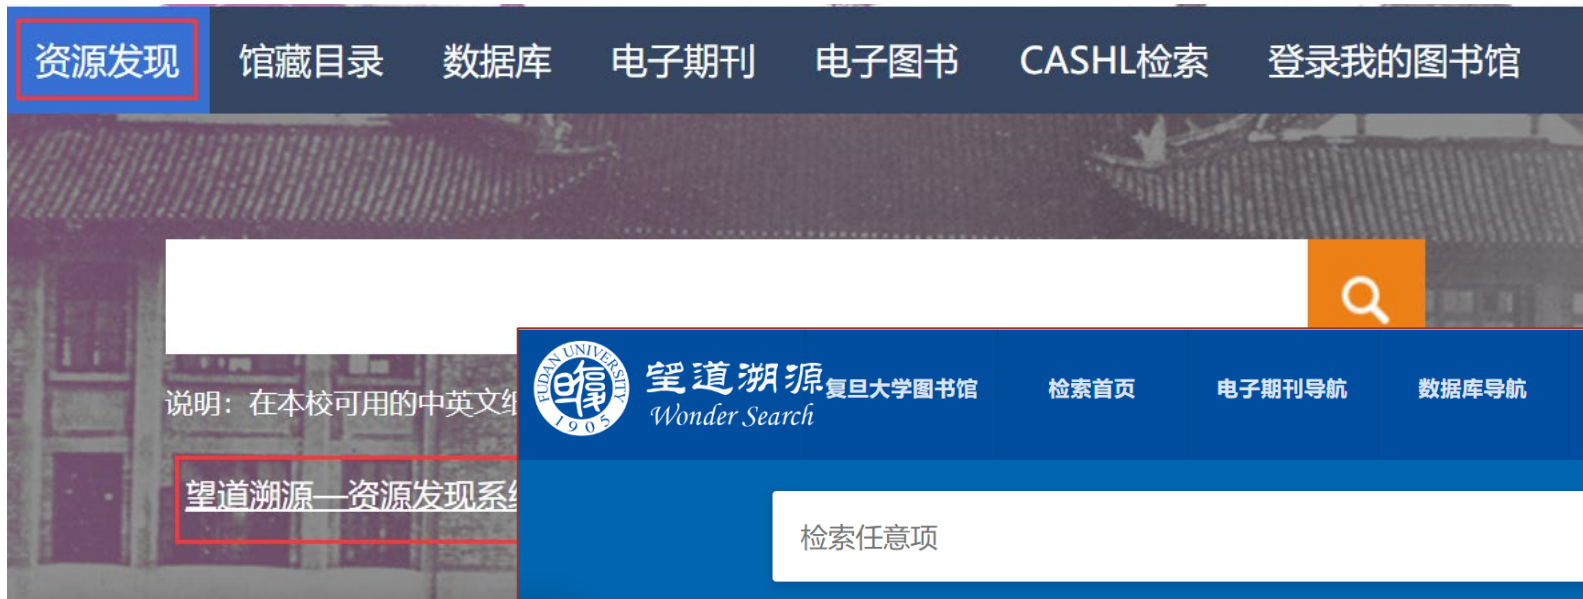 资源发现 馆藏目录 数据库 电子期刊 电子图书 CASHL检索 登录我的图书馆
说明：在本校可用的中英文
望道溯源—资源发现系
FUDAN UNIVERSITY
1905
望道溯源
Wonder Search
复旦大学图书馆 检索首页 电子期刊导航 数据库导航
检索任意项